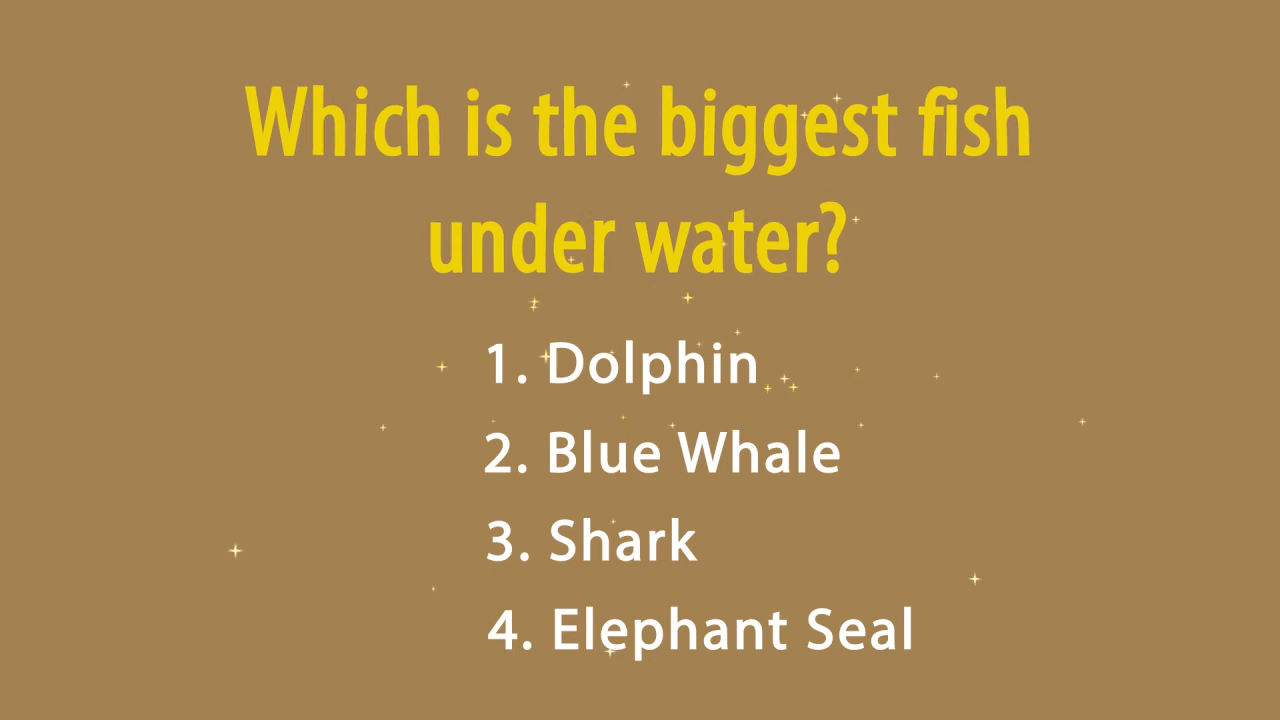 Which is the biggest fish
under water?
1. Dolphin
2. Blue Whale
3. Shark
4. Elephant Seal